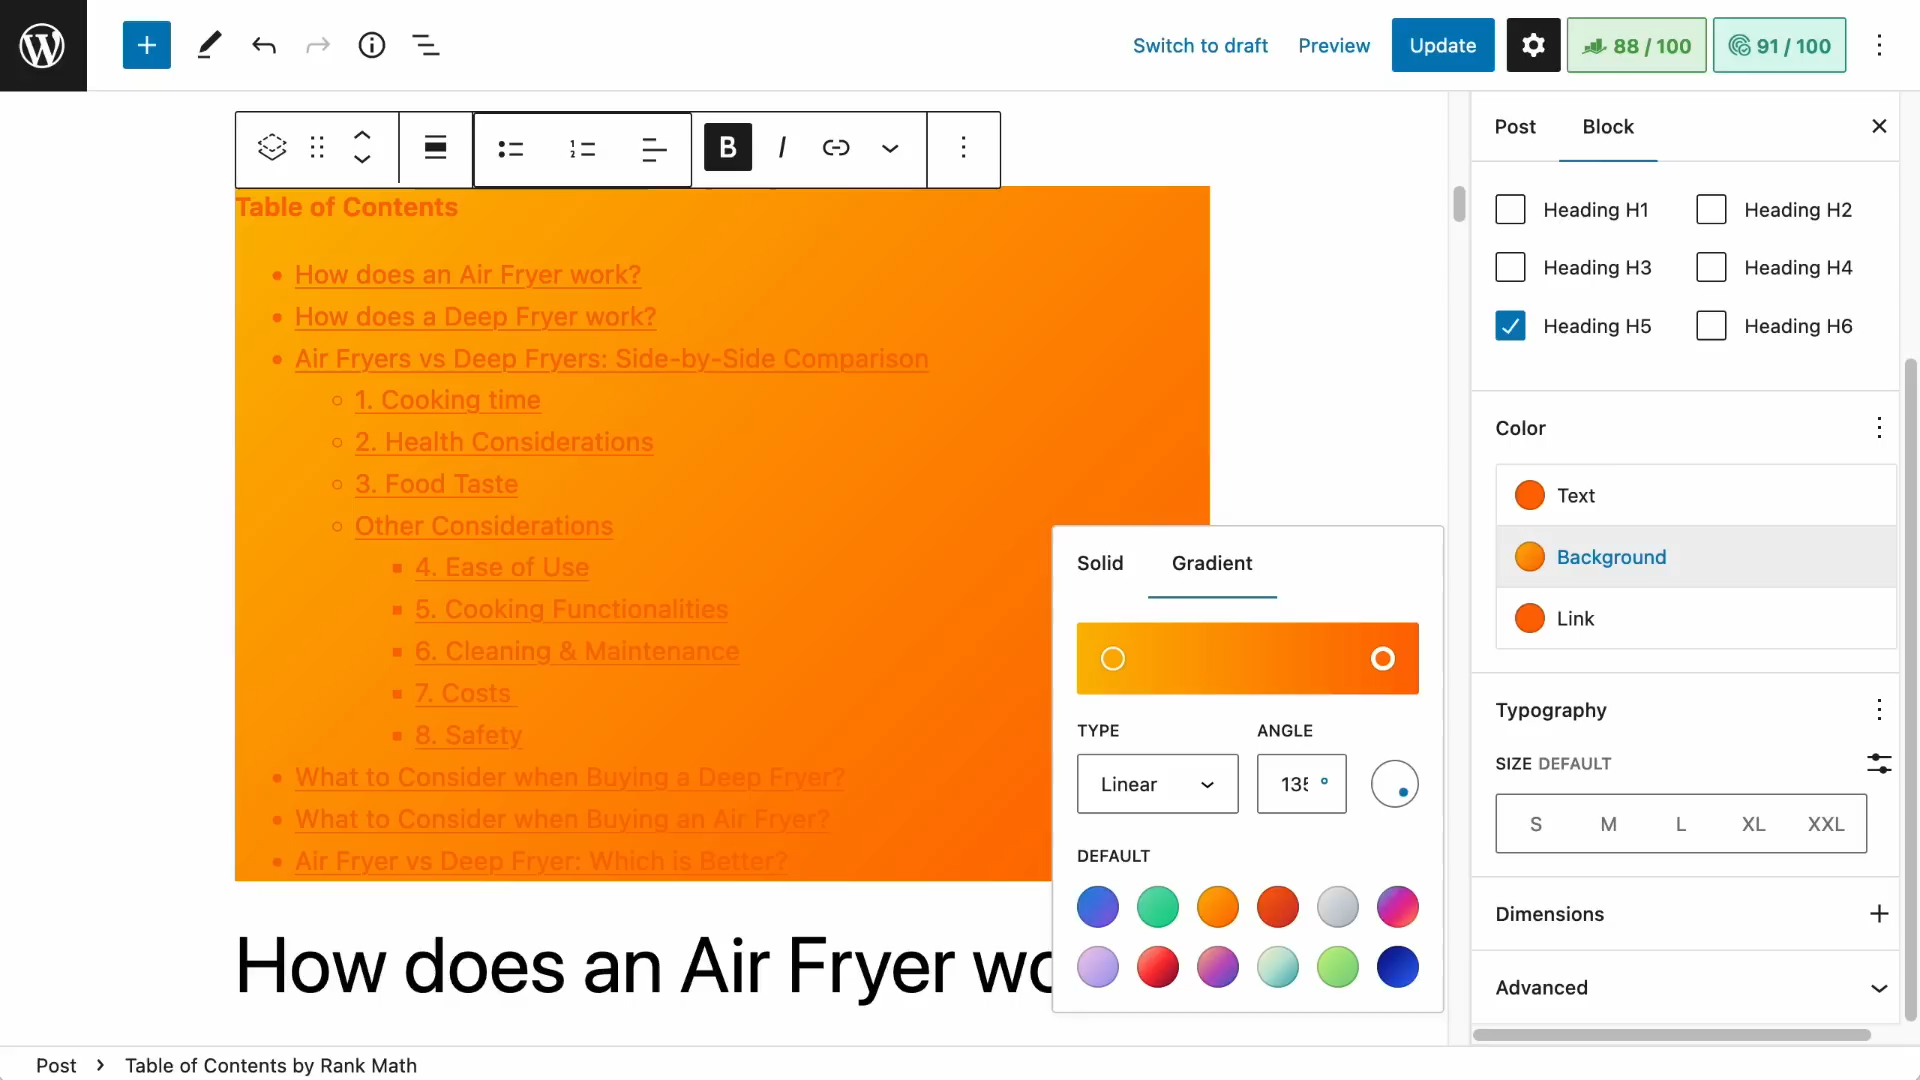 Switch to draft
Preview
Update
88 / 100
91 / 100
B I
Post
Block
Heading H1
Heading H2
Heading H3
Heading H4
Heading H5
Heading H6
Table of Contents
How does an Air Fryer work?
How does a Deep Fryer work?
Air Fryers vs Deep Fryers: Side-by-Side Comparison
1. Cooking time
2. Health Considerations
3. Food Taste
Other Considerations
4. Ease of Use
5. Cooking Functionalities
6. Cleaning & Maintenance
7. Costs
8. Safety
What to Consider when Buying a Deep Fryer?
What to Consider when Buying an Air Fryer?
Air Fryer vs Deep Fryer: Which is Better?
How does an Air Fryer wo
Solid
Gradient
TYPE
ANGLE
Linear
135 °
DEFAULT
Color
Text
Background
Link
Typography
SIZE DEFAULT
S M L XL XXL
Dimensions
Advanced
Post > Table of Contents by Rank Math